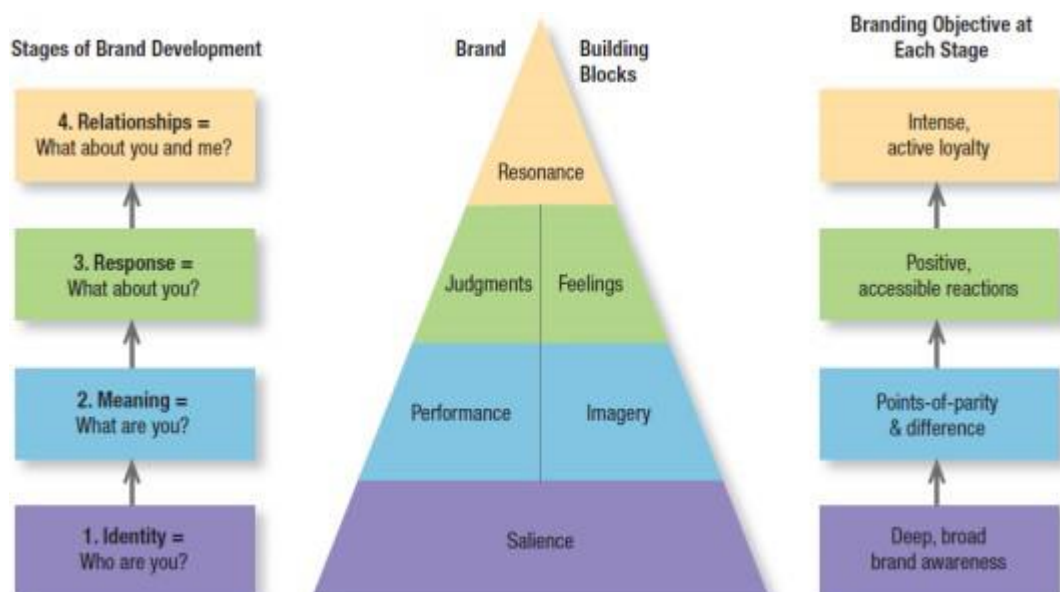 Stages of Brand Development
4. Relationships =
What about you and me?
3. Response =
What about you?
2. Meaning =
What are you?
1. Identity =
Who are you?
Brand
Building
Blocks
Resonance
Judgments
Feelings
Performance
Imagery
Salience
Branding Objective at
Each Stage
Intense,
active loyalty
Positive,
accessible reactions
Points-of-parity
& difference
Deep, broad
brand awareness